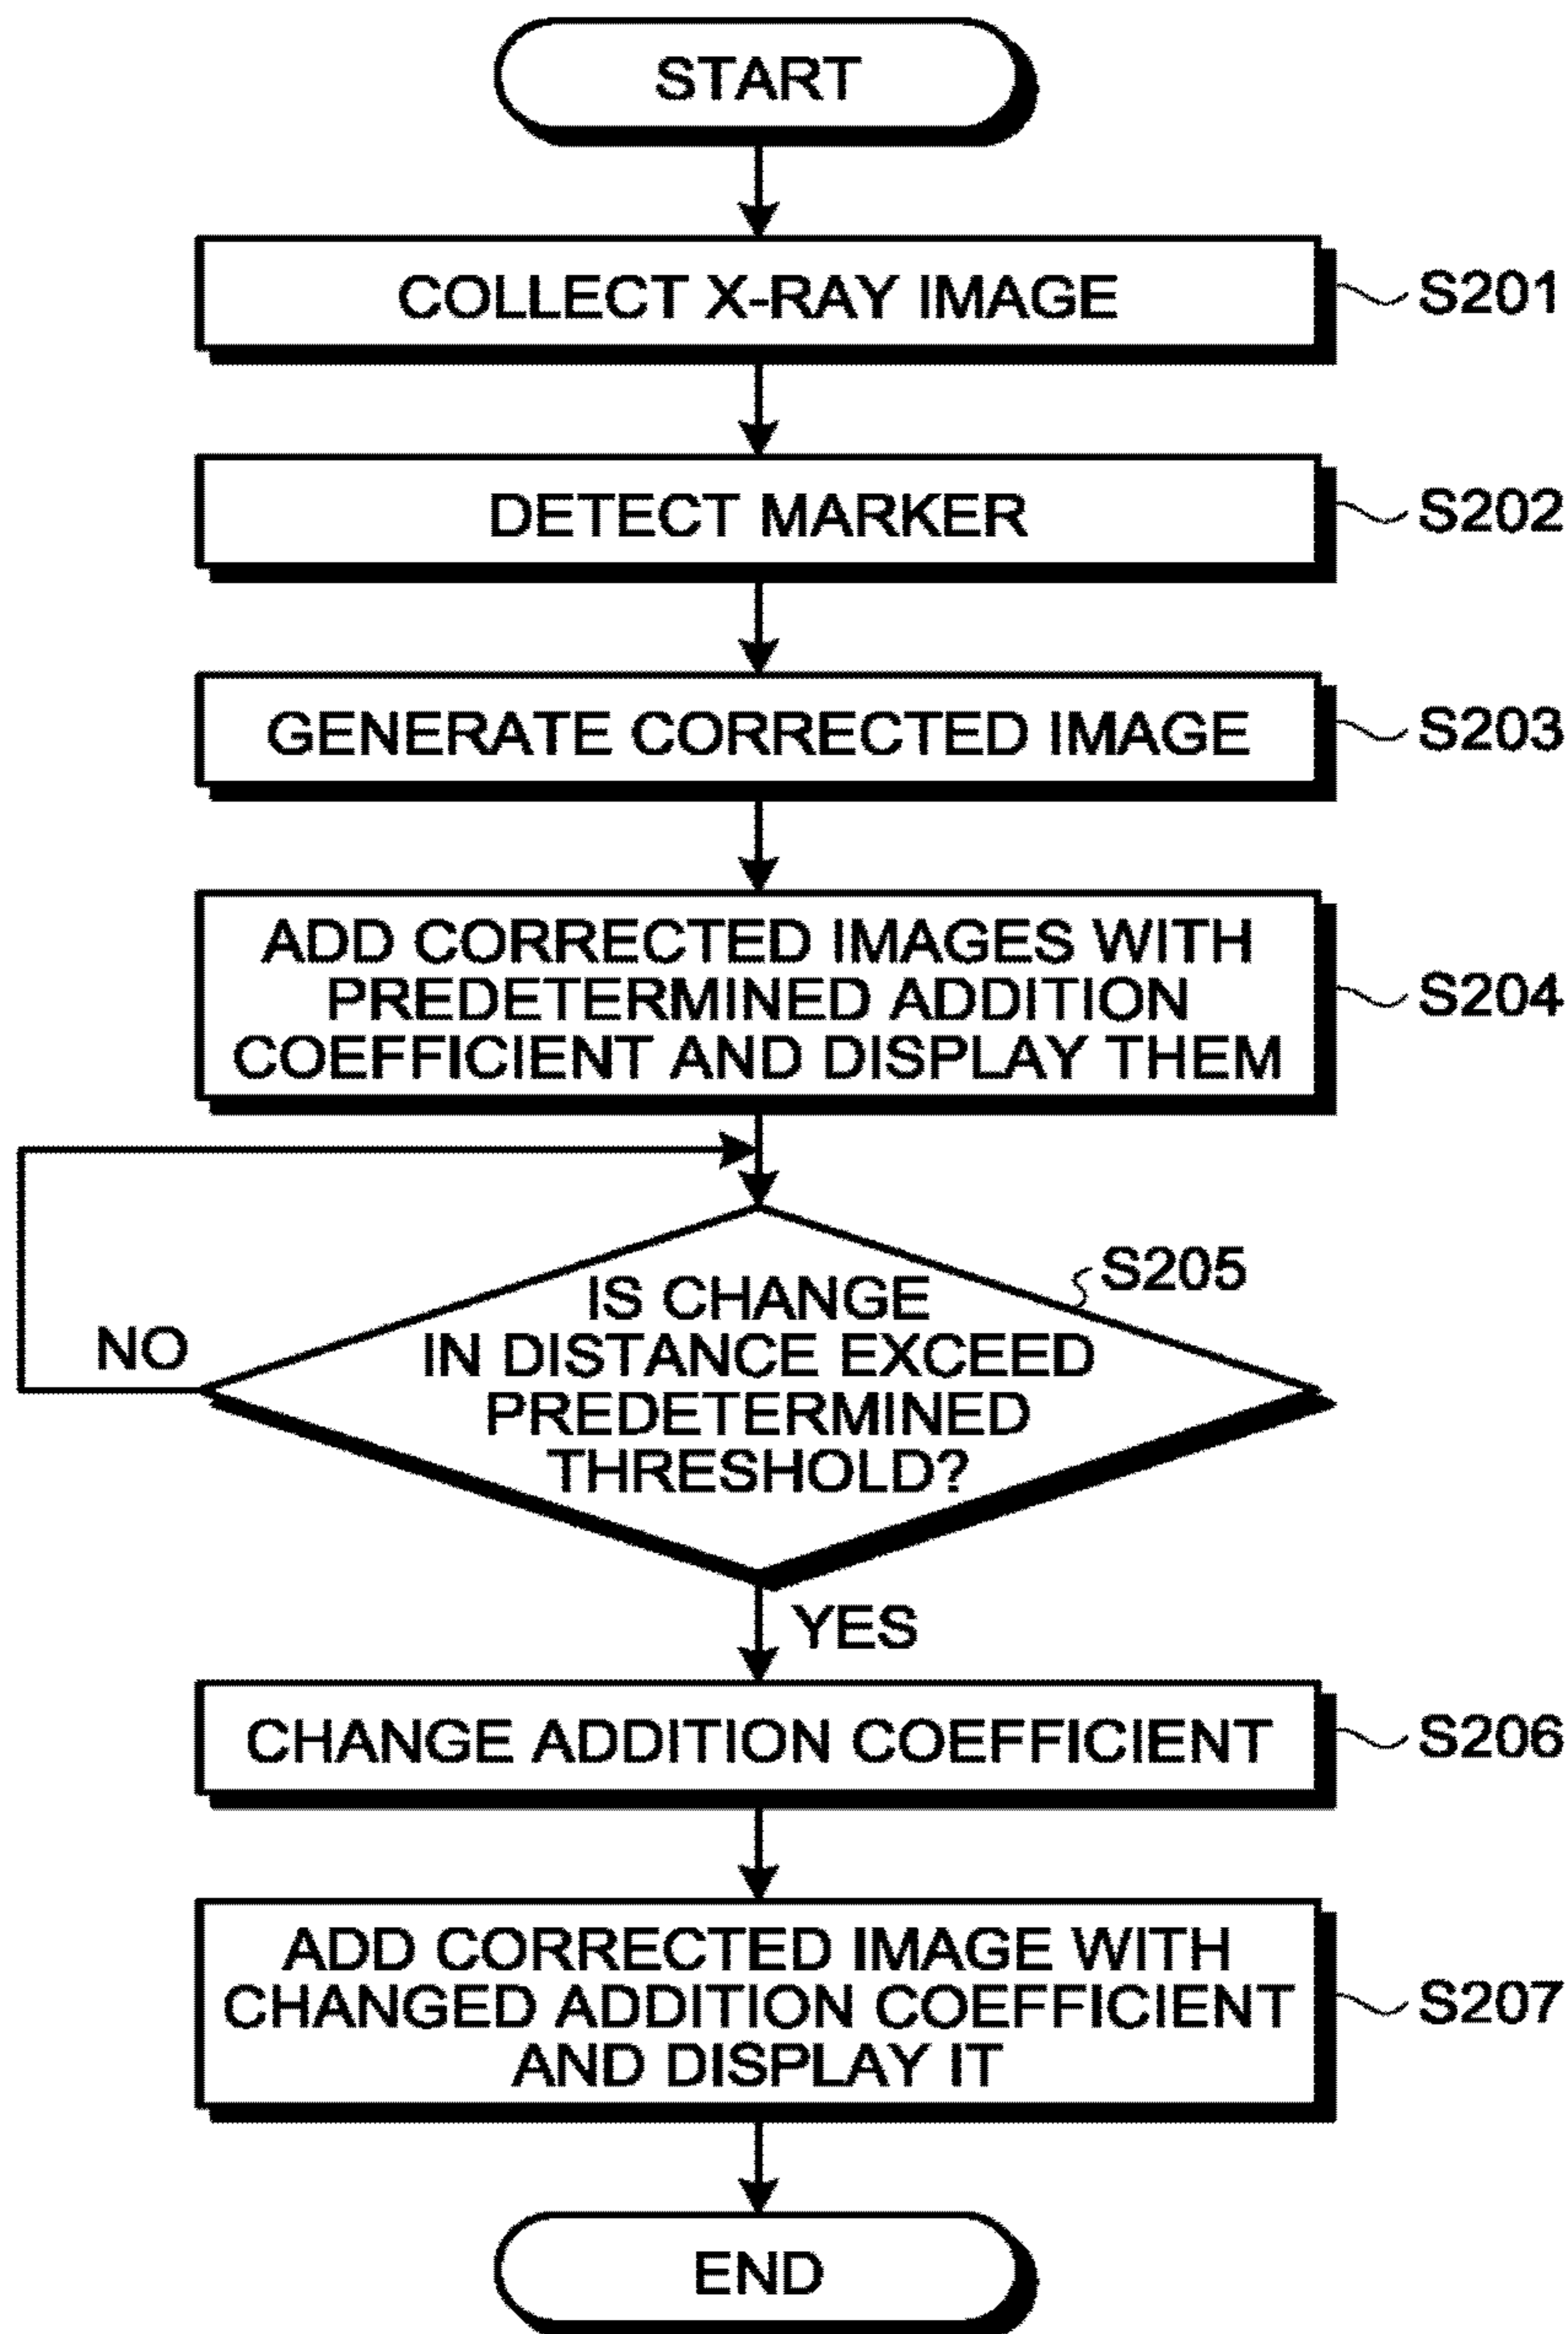 START
COLLECT X-RAY IMAGE
S201
DETECT MARKER
S202
GENERATE CORRECTED IMAGE
S203
ADD CORRECTED IMAGES WITH
PREDETERMINED ADDITION
COEFFICIENT AND DISPLAY THEM
S204
IS CHANGE
IN DISTANCE EXCEED
PREDETERMINED
THRESHOLD?
S205
NO
YES
CHANGE ADDITION COEFFICIENT
S206
ADD CORRECTED IMAGE WITH
CHANGED ADDITION COEFFICIENT
AND DISPLAY IT
S207
END